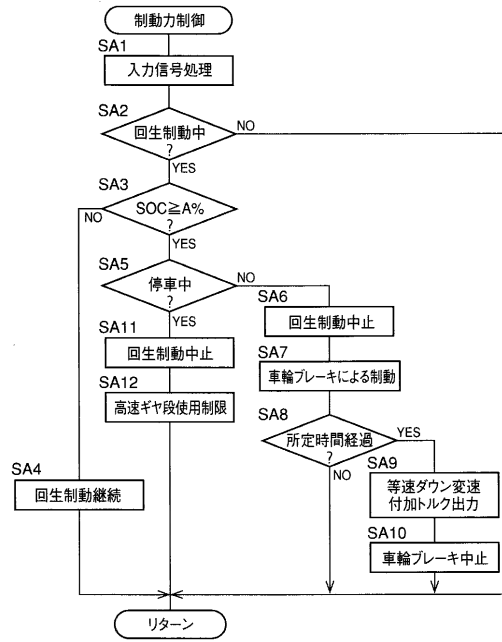 制動力制御
SA1
入力信号処理
SA2
回生制動中
?
NO
YES
SA3
SOC≧A%
?
NO
YES
SA5
停車中
?
NO
YES
SA6
回生制動中止
SA11
回生制動中止
SA7
車輪ブレーキによる制動
SA12
高速ギヤ段使用制限
SA8
所定時間経過
?
YES
NO
SA4
回生制動継続
SA9
等速ダウン変速
付加トルク出力
SA10
車輪ブレーキ中止
リターン